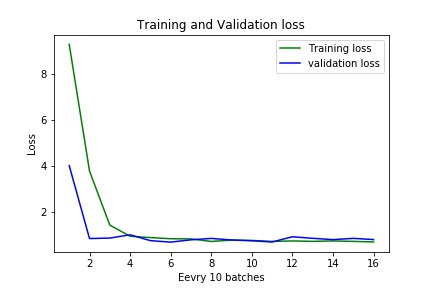 Training and Validation loss
Training loss
validation loss
Loss
8
6
4
2
2 4 6 8 10 12 14 16
Eevry 10 batches